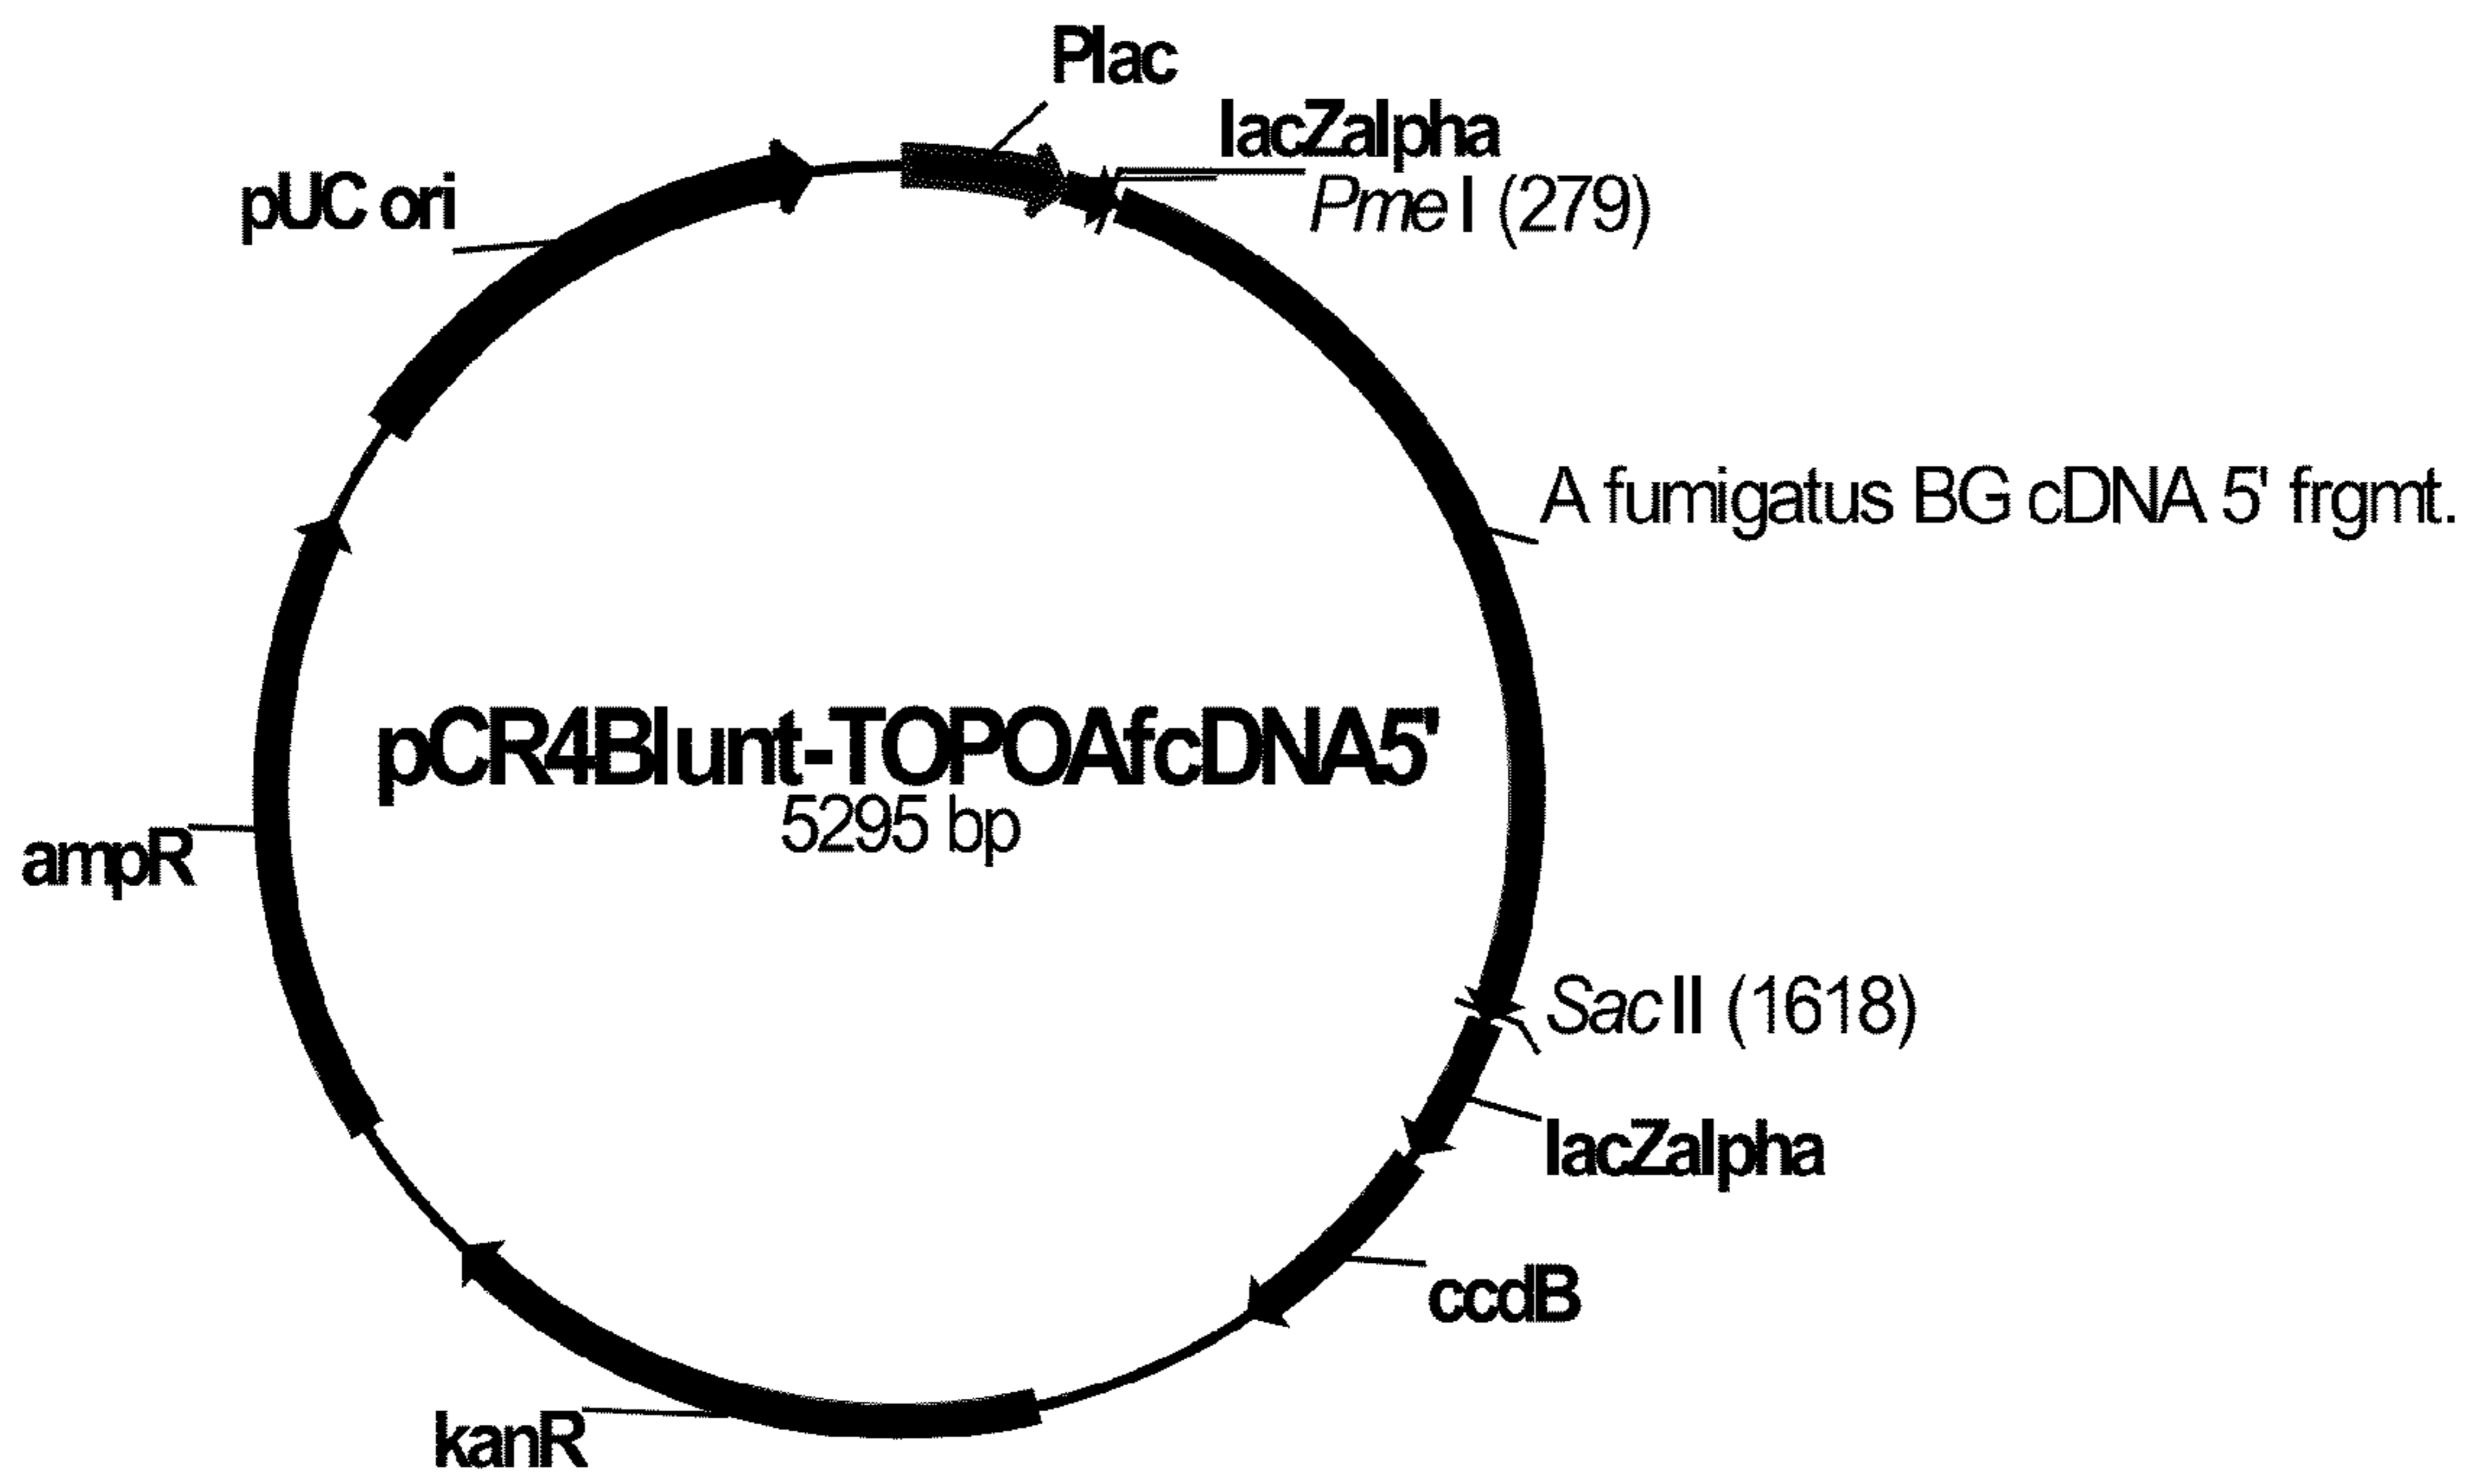 Plac
lacZalpha
PmeI (279)
pUC ori
A fumigatus BG cDNA 5' frgmt.
pCR4Blunt-TOPOAfcDNA5'
5295 bp
ampR
SacII (1618)
lacZalpha
ccdB
kanR